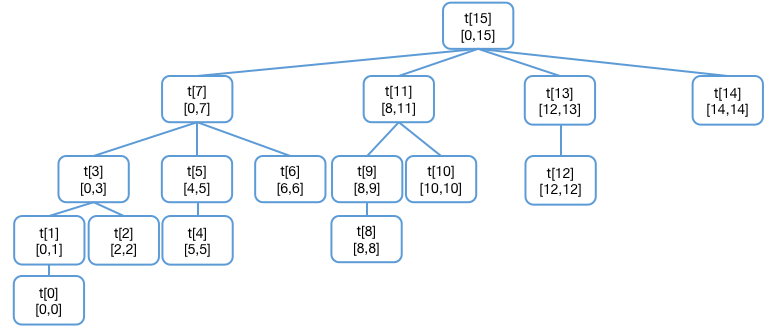 t[15]
[0,15]
t[7]
[0,7]
t[11]
[8,11]
t[13]
[12,13]
t[14]
[14,14]
t[3]
[0,3]
t[5]
[4,5]
t[6]
[6,6]
t[9]
[8,9]
t[10]
[10,10]
t[12]
[12,12]
t[1]
[0,1]
t[2]
[2,2]
t[4]
[5,5]
t[8]
[8,8]
t[0]
[0,0]